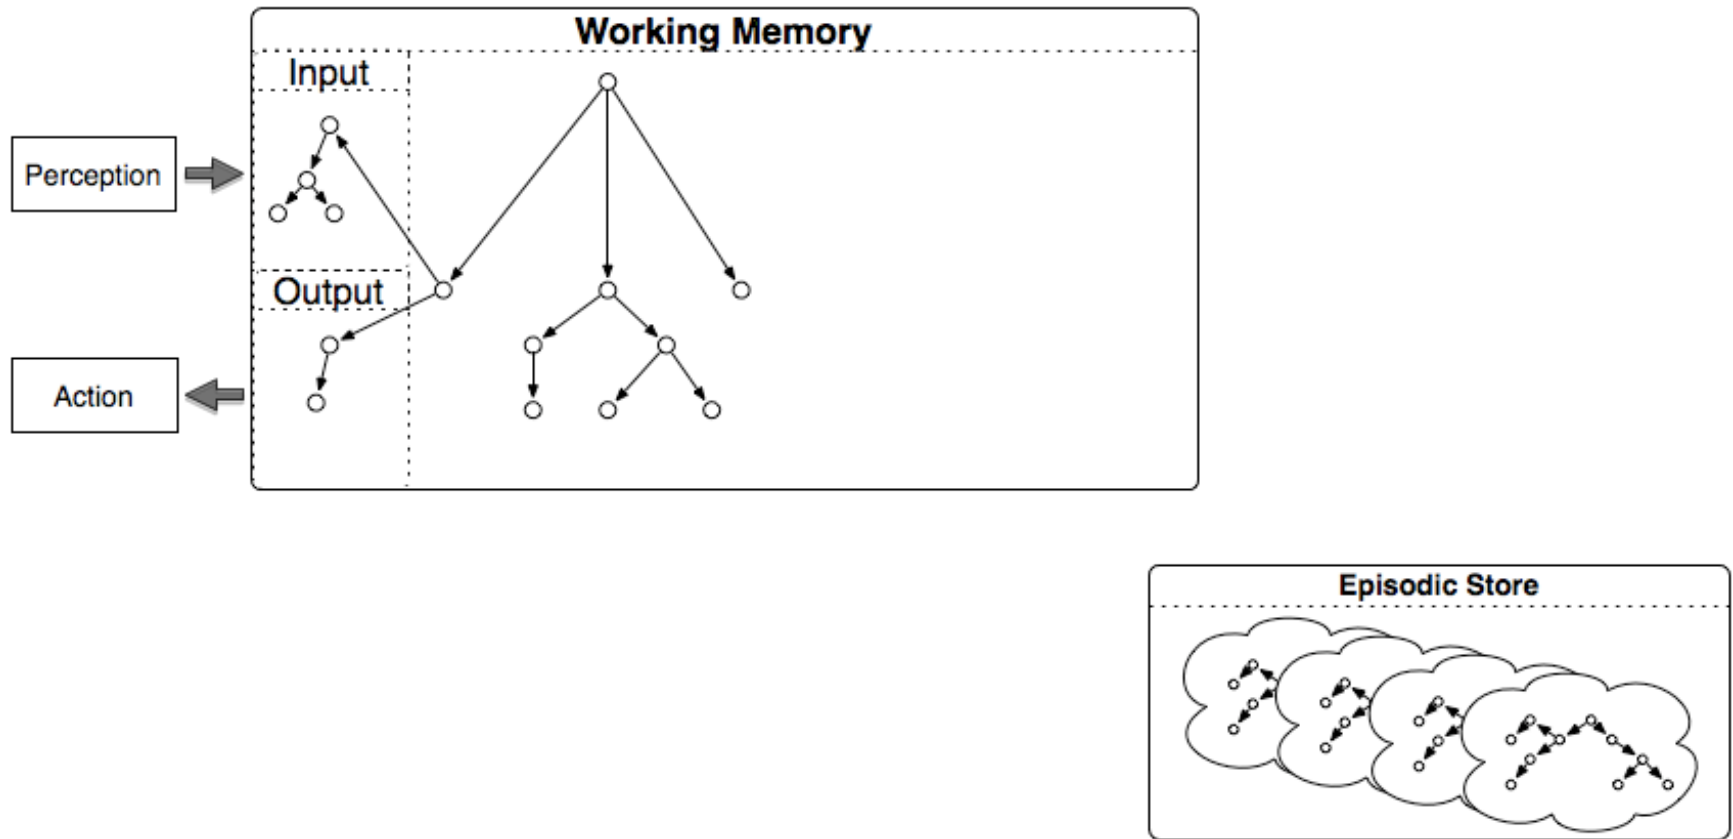 Working Memory
Input
Perception
Output
Action
Episodic Store